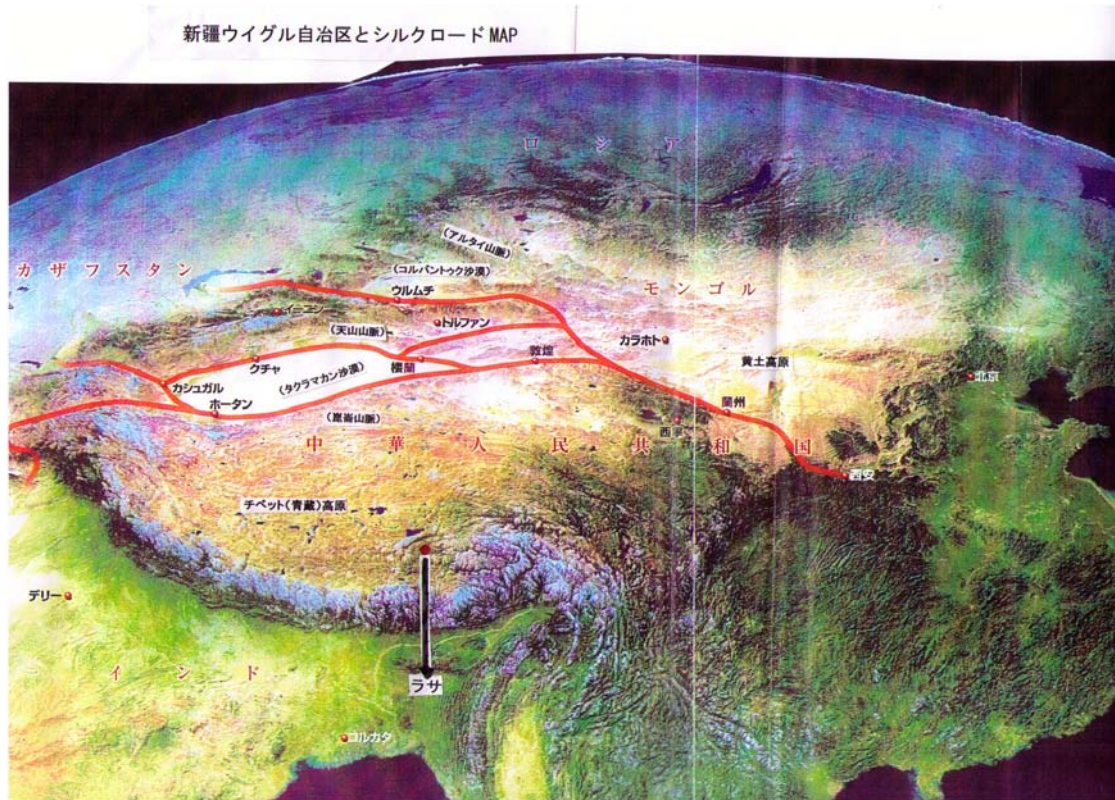 新疆ウイグル自治区とシルクロード MAP
ロシア
(アルタイ山脈)
カザフスタン
(コルバントゥク沙漠)
ウルムチ
モンゴル
イーニン
(天山山脈)
トルファン
カラホト
クチャ
楼蘭
敦煌
黄土高原
カシュガル
(タクラマカン沙漠)
北京
ホータン
(崑崙山脈)
蘭州
西寧
中華人民共和国
西安
チベット(青蔵)高原
デリー
インド
ラサ
コルカタ